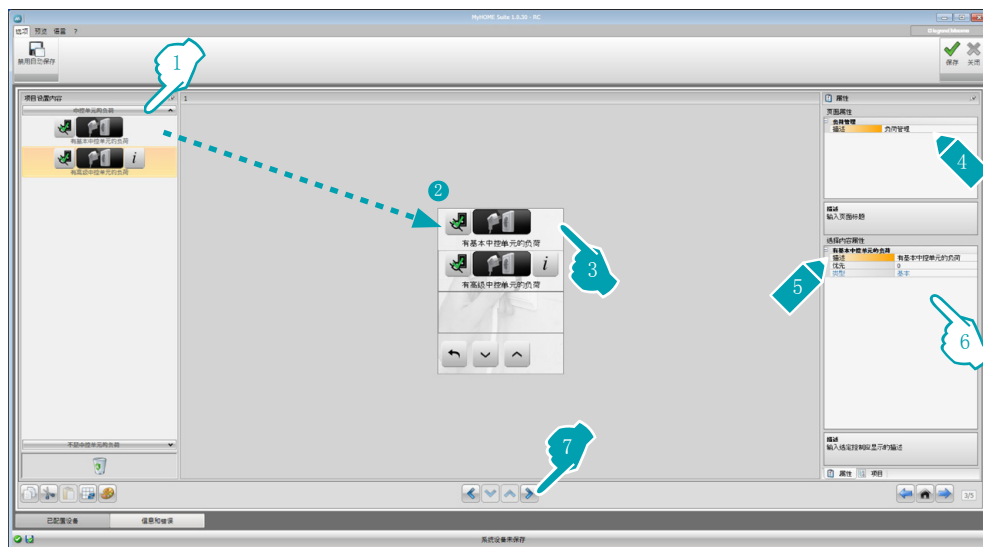 MyHOME Suite 1.0.30 - PC
选项 预览 语言 ?
禁用自动保存
保存 关闭
1
项目设置内容
中控单元的负荷
有基本中控单元的负荷
有高级中控单元的负荷
不带中控单元的负荷
1
2
有基本中控单元的负荷
i
有高级中控单元的负荷
i
3
属性
页面属性
负荷管理
描述 负荷管理
4
描述
输入页面标题
选择内容属性
有基本中控单元的负荷
描述 有基本中控单元的负荷
优先 0
类型 基本
5
6
描述
输入选定控制应显示的描述
属性 项目
7
3/5
已配置设备 信息和错误
系统设备未保存